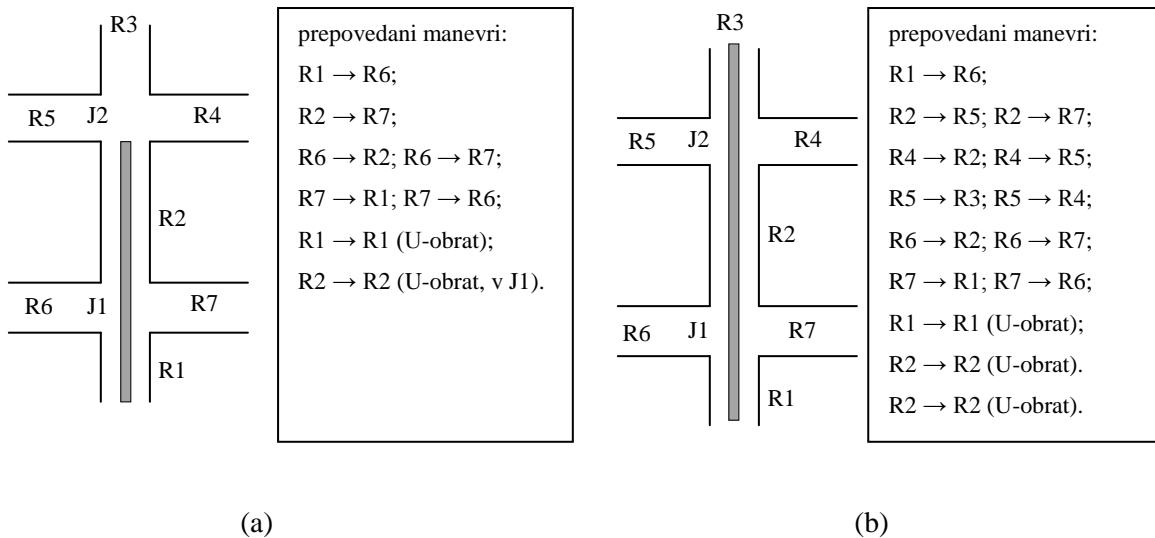 R3
R5
J2
R4
R2
R6
J1
R7
R1
prepovedani manevri:
R1 → R6;
R2 → R7;
R6 → R2; R6 → R7;
R7 → R1; R7 → R6;
R1 → R1 (U-obrat);
R2 → R2 (U-obrat, v J1).
(a)
R3
R5
J2
R4
R2
R6
J1
R7
R1
prepovedani manevri:
R1 → R6;
R2 → R5; R2 → R7;
R4 → R2; R4 → R5;
R5 → R3; R5 → R4;
R6 → R2; R6 → R7;
R7 → R1; R7 → R6;
R1 → R1 (U-obrat);
R2 → R2 (U-obrat).
R2 → R2 (U-obrat).
(b)